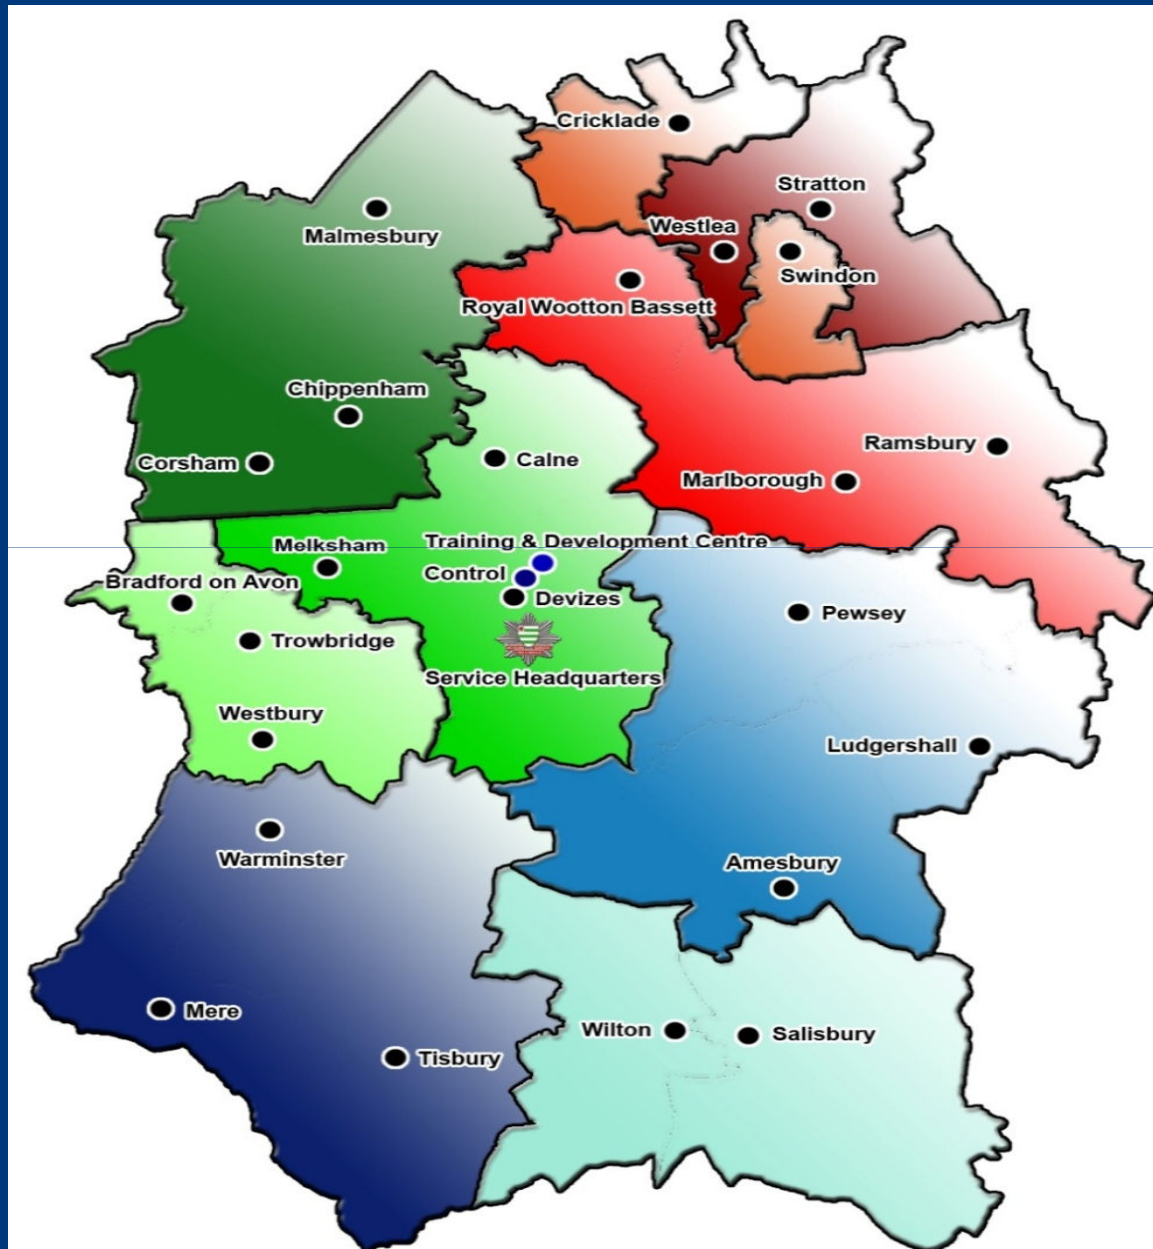 Cricklade
Stratton
Westlea
Malmesbury
Swindon
Royal Wootton Bassett
Chippenham
Ramsbury
Corsham
Calne
Marlborough
Training & Development Centre
Melksham
Control
Bradford on Avon
Devizes
Pewsey
Trowbridge
Service Headquarters
Westbury
Ludgershall
Warminster
Amesbury
Mere
Wilton
Salisbury
Tisbury